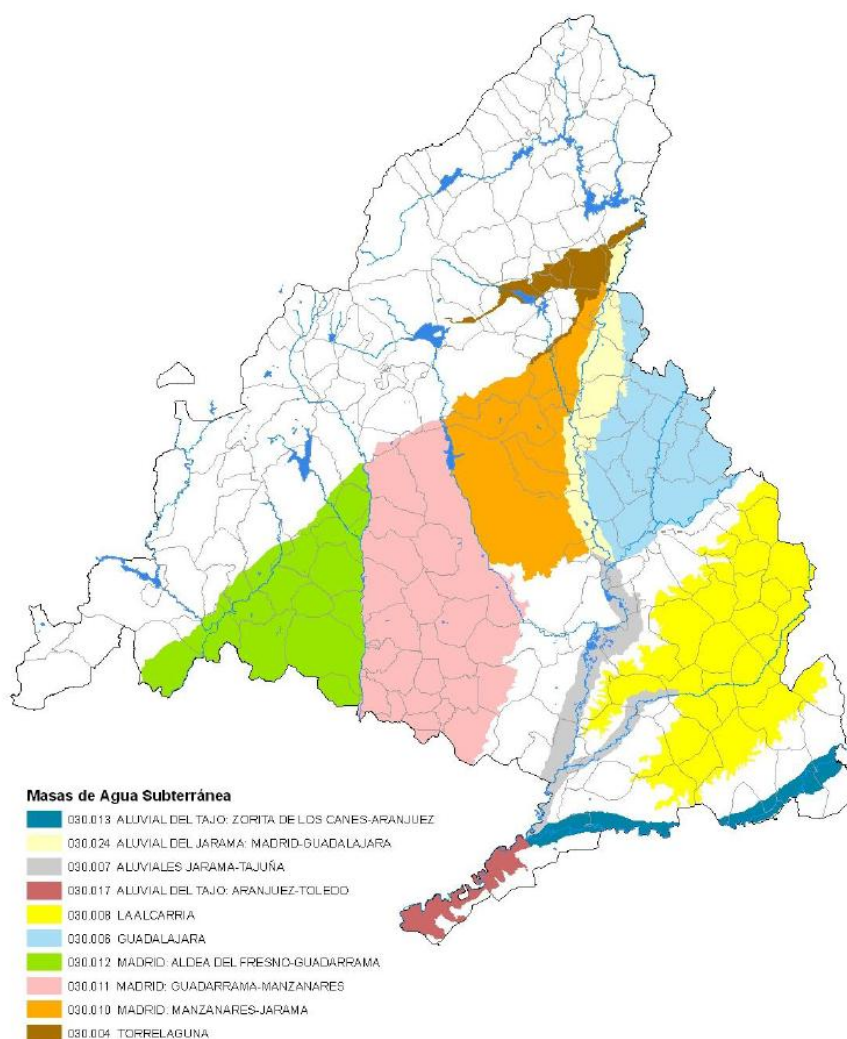 Masas de Agua Subterránea
030.013 ALUVIAL DEL TAJO: ZORITA DE LOS CANES-ARANJUEZ
030.024 ALUVIAL DEL JARAMA: MADRID-GUADALAJARA
030.007 ALUVIALES JARAMA-TAJUÑA
030.017 ALUVIAL DEL TAJO: ARANJUEZ-TOLEDO
030.008 LA ALCARRIA
030.006 GUADALAJARA
030.012 MADRID: ALDEA DEL FRESNO-GUADARRAMA
030.011 MADRID: GUADARRAMA-MANZANARES
030.010 MADRID: MANZANARES-JARAMA
030.004 TORRELAGUNA